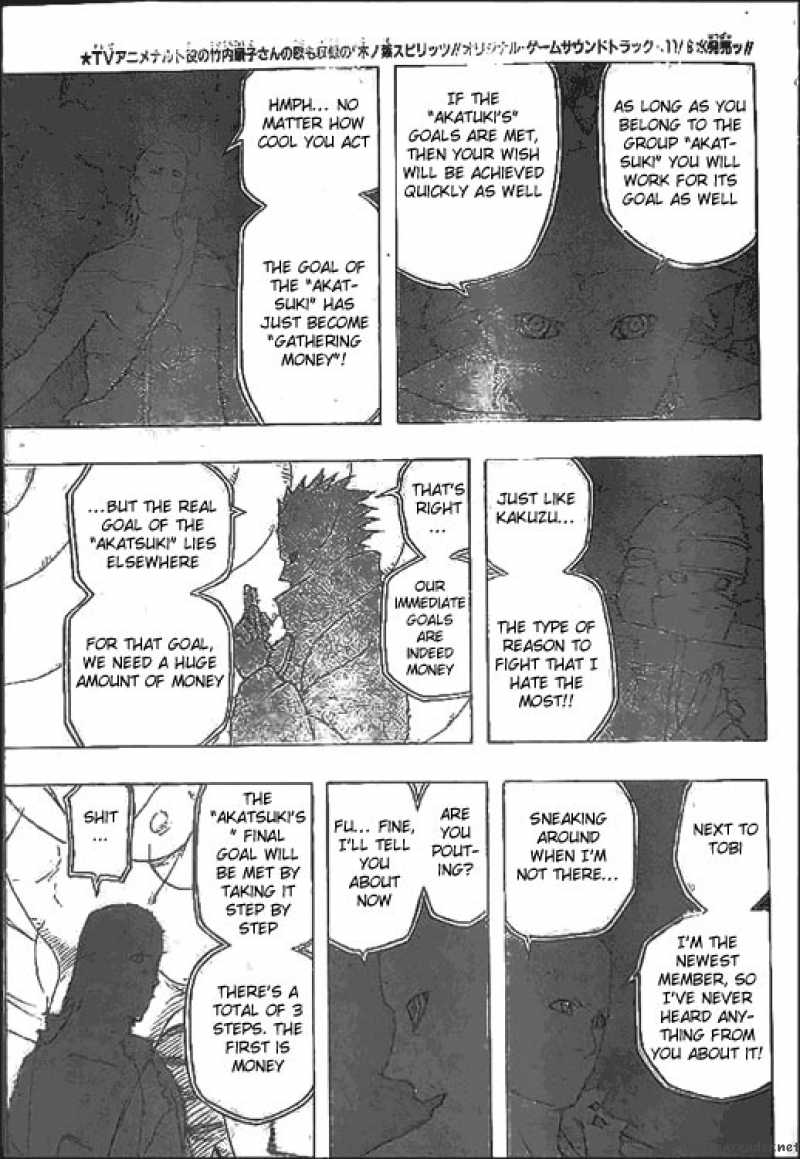 ★TVアニメナルト役の竹内順子さんの歌も収録の"木ノ葉スピリッツ!!オリジナル・ゲームサウンドトラック
AS LONG AS YOU
BELONG TO THE
GROUP "AKAT-
SUKI" YOU WILL
WORK FOR ITS
GOAL AS WELL
IF THE
"AKATUKI'S"
GOALS ARE MET,
THEN YOUR WISH
WILL BE ACHIEVED
QUICKLY AS WELL
HMPH... NO
MATTER HOW
COOL YOU ACT
THE GOAL OF
THE "AKAT-
SUKI" HAS
JUST BECOME
"GATHERING
MONEY"!
JUST LIKE
KAKUZU...
THE TYPE OF
REASON TO
FIGHT THAT I
HATE THE
MOST!!
THAT'S
RIGHT
...
OUR
IMMEDIATE
GOALS
ARE
INDEED
MONEY
...BUT THE REAL
GOAL OF THE
"AKATSUKI" LIES
ELSEWHERE
FOR THAT GOAL,
WE NEED A HUGE
AMOUNT OF MONEY
NEXT TO
TOBI
I'M THE
NEWEST
MEMBER, SO
I'VE NEVER
HEARD ANY-
THING FROM
YOU ABOUT IT!
SNEAKING
AROUND
WHEN I'M
NOT THERE...
ARE
YOU
POUT-
ING?
FU... FINE,
I'LL TELL
YOU
ABOUT
NOW
THE
"AKATSUKI'S
" FINAL
GOAL WILL
BE MET BY
TAKING IT
STEP BY
STEP
THERE'S A
TOTAL OF 3
STEPS. THE
FIRST IS
MONEY
SHIT
...